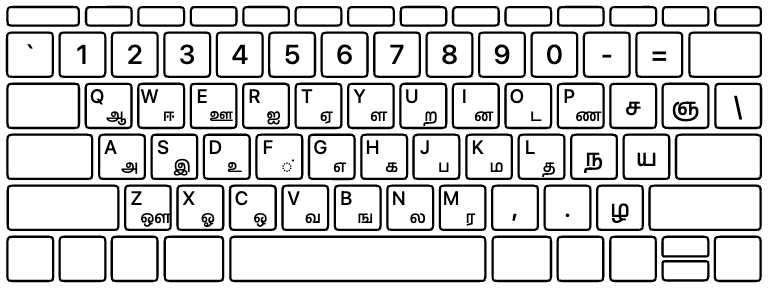 ` 1 2 3 4 5 6 7 8 9 0 - =
Q ஆ W ஈ E ஊ R ஐ T ஏ Y ள U ற I ன O ட P ண ச ஞ \
A அ S இ D உ F ் G எ H க J ப K ம L த ந ய
Z ஔ X ஓ C ஒ V வ B ங N ல M ர , . ழ